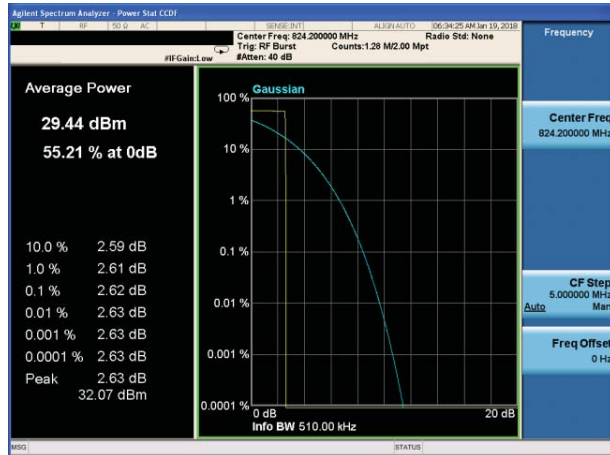 Agilent Spectrum Analyzer - Power Stat CCDF
T RF 50 Ω AC SENSE:INT ALIGN AUTO 06:34:25 AM Jan 19, 2018
Center Freq: 824.200000 MHz Radio Std: None
Trig: RF Burst Counts:1.28 M/2.00 Mpt
#IFGain:Low #Atten: 40 dB
Frequency
Average Power
29.44 dBm
55.21 % at 0dB
10.0 % 2.59 dB
1.0 % 2.61 dB
0.1 % 2.62 dB
0.01 % 2.63 dB
0.001 % 2.63 dB
0.0001 % 2.63 dB
Peak 2.63 dB
32.07 dBm
Gaussian
100 %
10 %
1 %
0.1 %
0.01 %
0.001 %
0.0001 %
0 dB 20 dB
Info BW 510.00 kHz
Center Freq
824.200000 MHz
CF Step
5.000000 MHz
Auto Man
Freq Offset
0 Hz
MSG STATUS